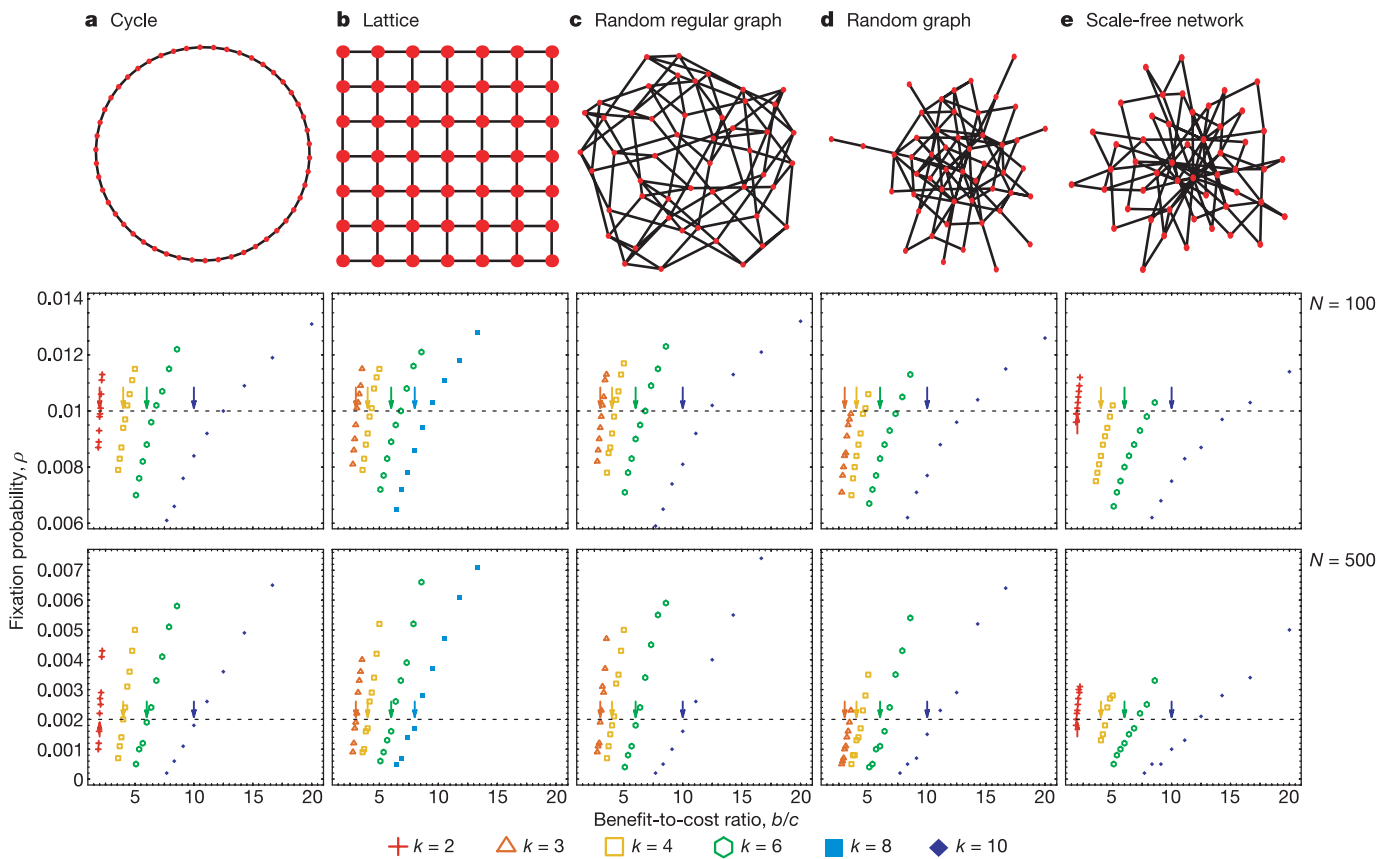 a Cycle
b Lattice
c Random regular graph
d Random graph
e Scale-free network
N = 100
0.014
0.012
0.01
0.008
0.006
N = 500
0.007
0.006
0.005
0.004
0.003
0.002
0.001
0
Fixation probability, ρ
5 10 15 20 5 10 15 20 5 10 15 20 5 10 15 20 5 10 15 20
Benefit-to-cost ratio, b/c
k = 2 k = 3 k = 4 k = 6 k = 8 k = 10